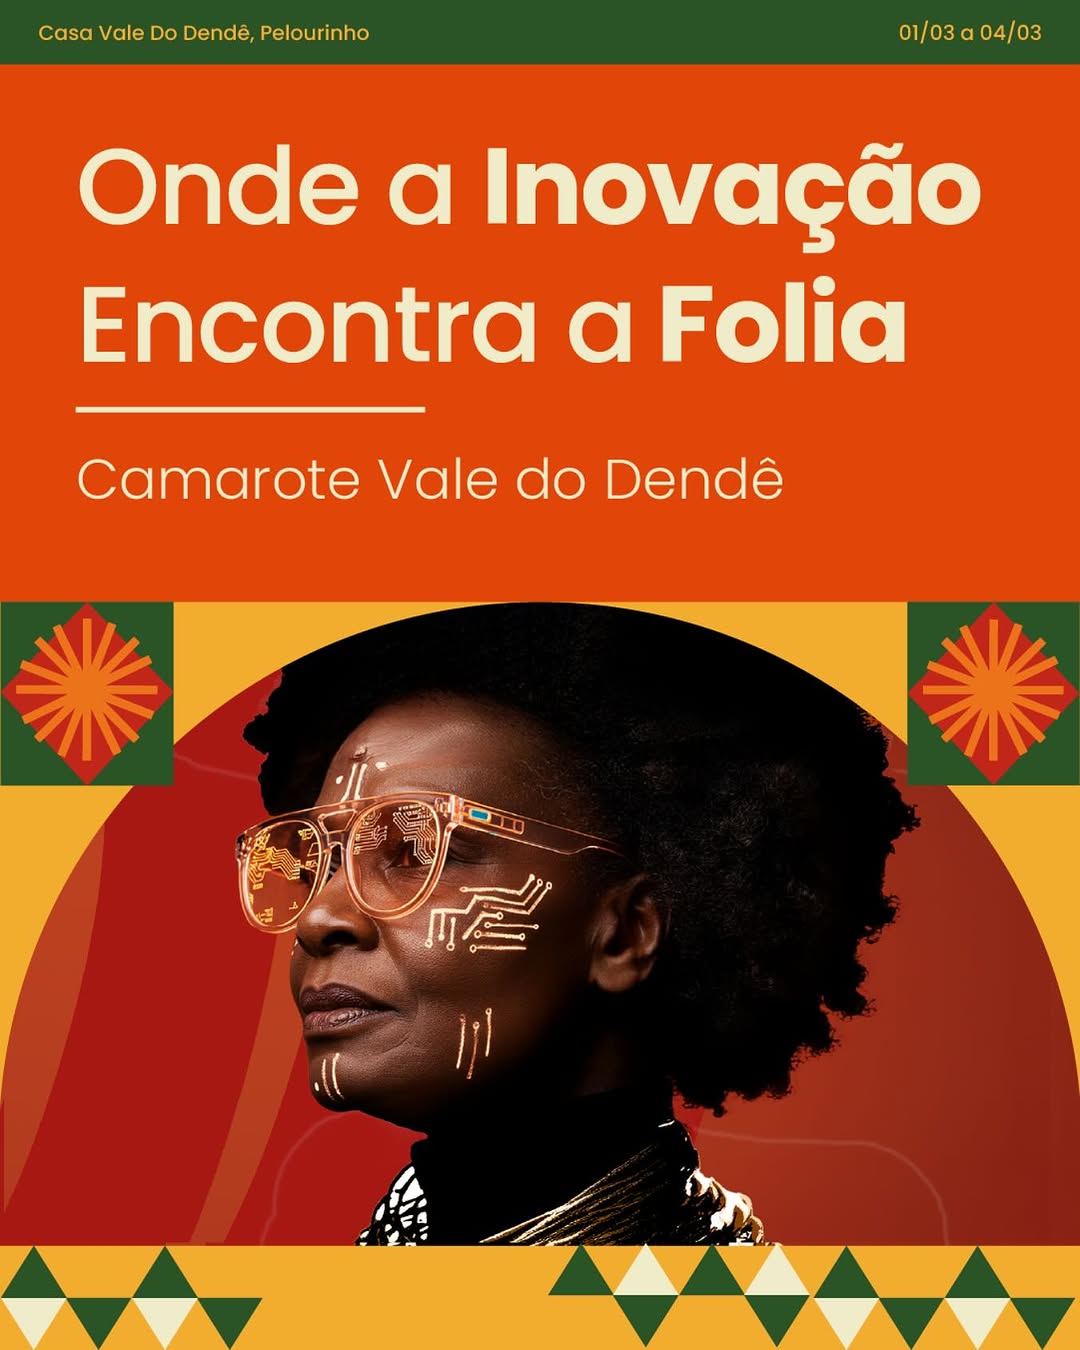 Casa Vale Do Dendê, Pelourinho
01/03 a 04/03
Onde a Inovação
Encontra a Folia
Camarote Vale do Dendê